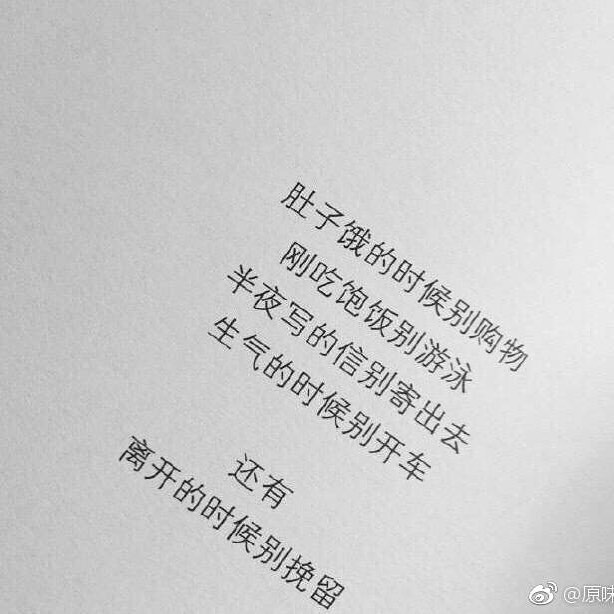 肚子饿的时候别购物
刚吃饱饭别游泳
半夜写的信别寄出去
生气的时候别开车
还有
离开的时候别挽留
@原味